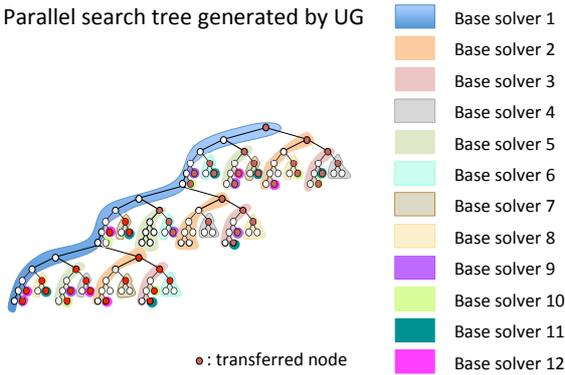 Parallel search tree generated by UG
Base solver 1
Base solver 2
Base solver 3
Base solver 4
Base solver 5
Base solver 6
Base solver 7
Base solver 8
Base solver 9
Base solver 10
Base solver 11
Base solver 12
: transferred node